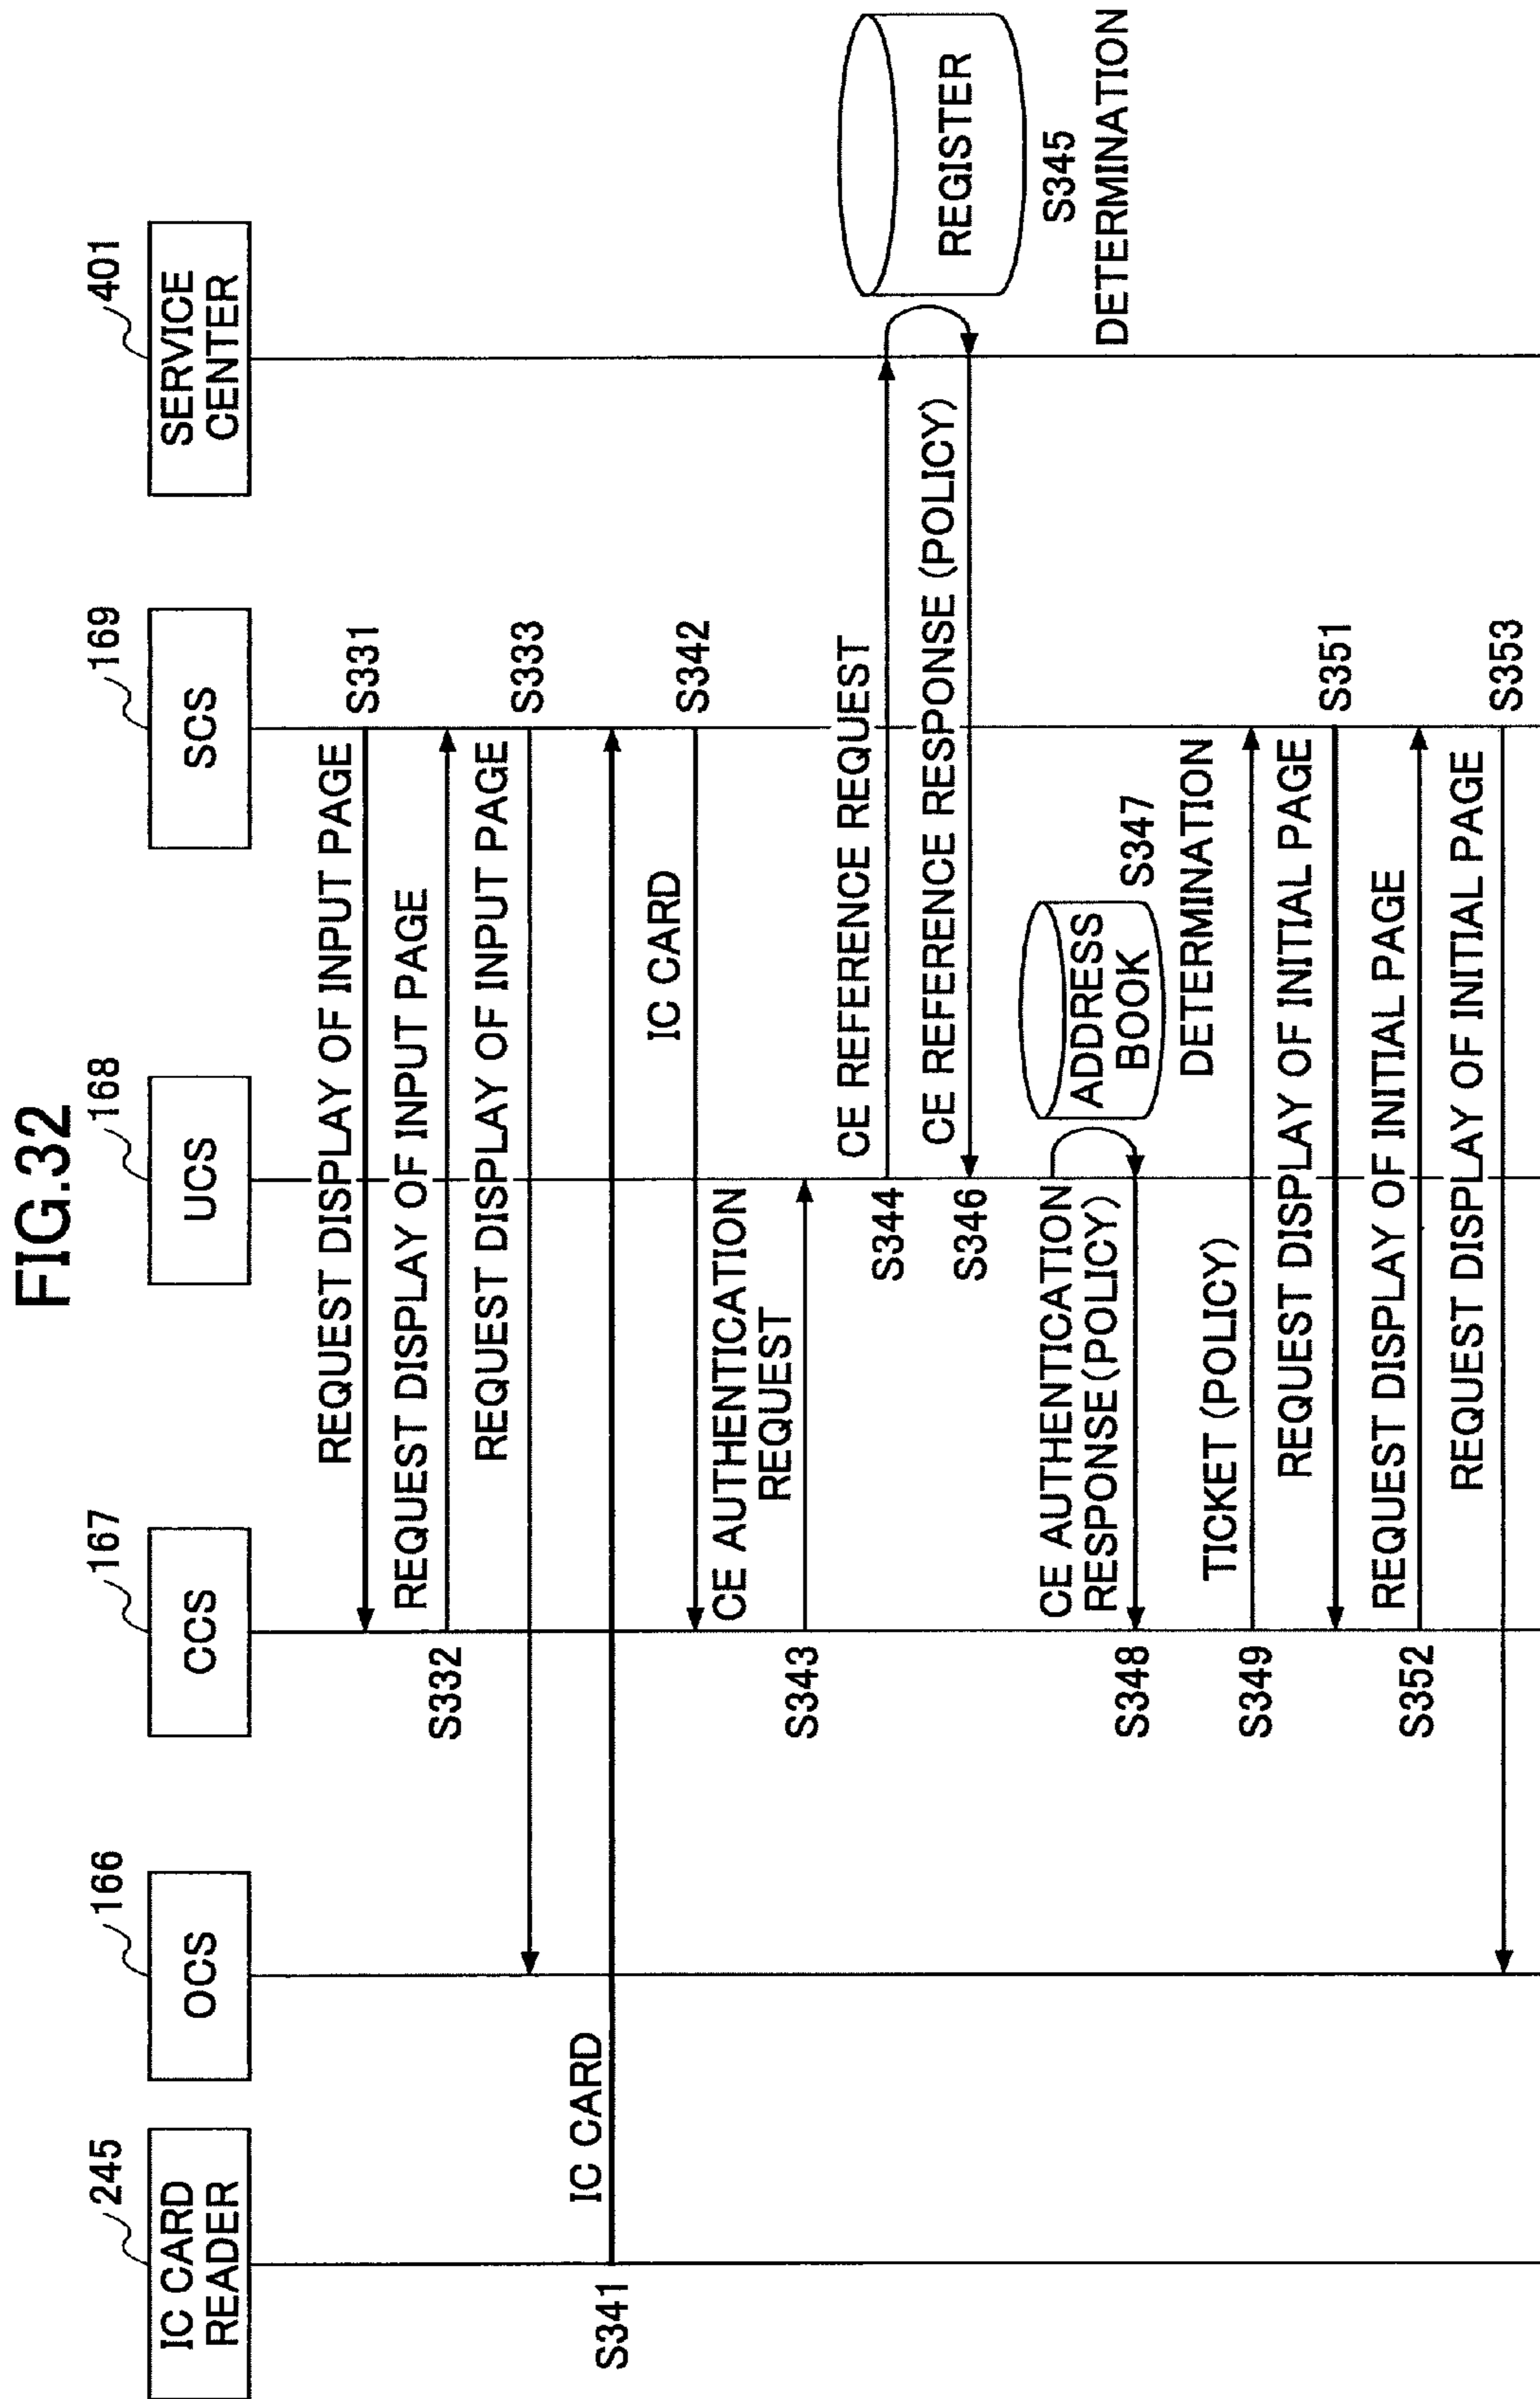 FIG.32
IC CARD
READER
245
OCS
166
CCS
167
UCS
168
SCS
169
SERVICE
CENTER
401
REQUEST DISPLAY OF INPUT PAGE
S331
REQUEST DISPLAY OF INPUT PAGE
S332
REQUEST DISPLAY OF INPUT PAGE
S333
IC CARD
S341
IC CARD
S342
CE AUTHENTICATION
REQUEST
S343
CE REFERENCE REQUEST
S344
REGISTER
S345
DETERMINATION
CE REFERENCE RESPONSE (POLICY)
S346
ADDRESS
BOOK
S347
DETERMINATION
CE AUTHENTICATION
RESPONSE(POLICY)
S348
TICKET (POLICY)
S349
REQUEST DISPLAY OF INITIAL PAGE
S351
REQUEST DISPLAY OF INITIAL PAGE
S352
REQUEST DISPLAY OF INITIAL PAGE
S353